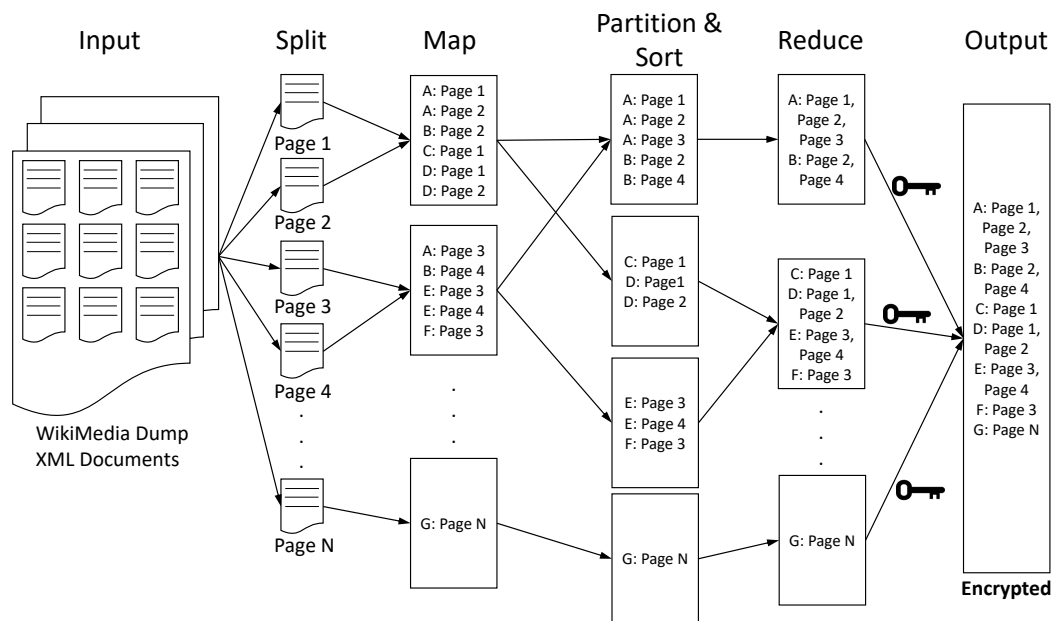 Input
Split
Map
Partition &
Sort
Reduce
Output
WikiMedia Dump
XML Documents
Page 1
Page 2
Page 3
Page 4
.
.
.
Page N
A: Page 1
A: Page 2
B: Page 2
C: Page 1
D: Page 1
D: Page 2
A: Page 3
B: Page 4
E: Page 3
E: Page 4
F: Page 3
.
.
.
G: Page N
A: Page 1
A: Page 2
A: Page 3
B: Page 2
B: Page 4
C: Page 1
D: Page1
D: Page 2
E: Page 3
E: Page 4
F: Page 3
G: Page N
A: Page 1,
Page 2,
Page 3
B: Page 2,
Page 4
C: Page 1
D: Page 1,
Page 2
E: Page 3,
Page 4
F: Page 3
.
.
.
G: Page N
A: Page 1,
Page 2,
Page 3
B: Page 2,
Page 4
C: Page 1
D: Page 1,
Page 2
E: Page 3,
Page 4
F: Page 3
G: Page N
Encrypted